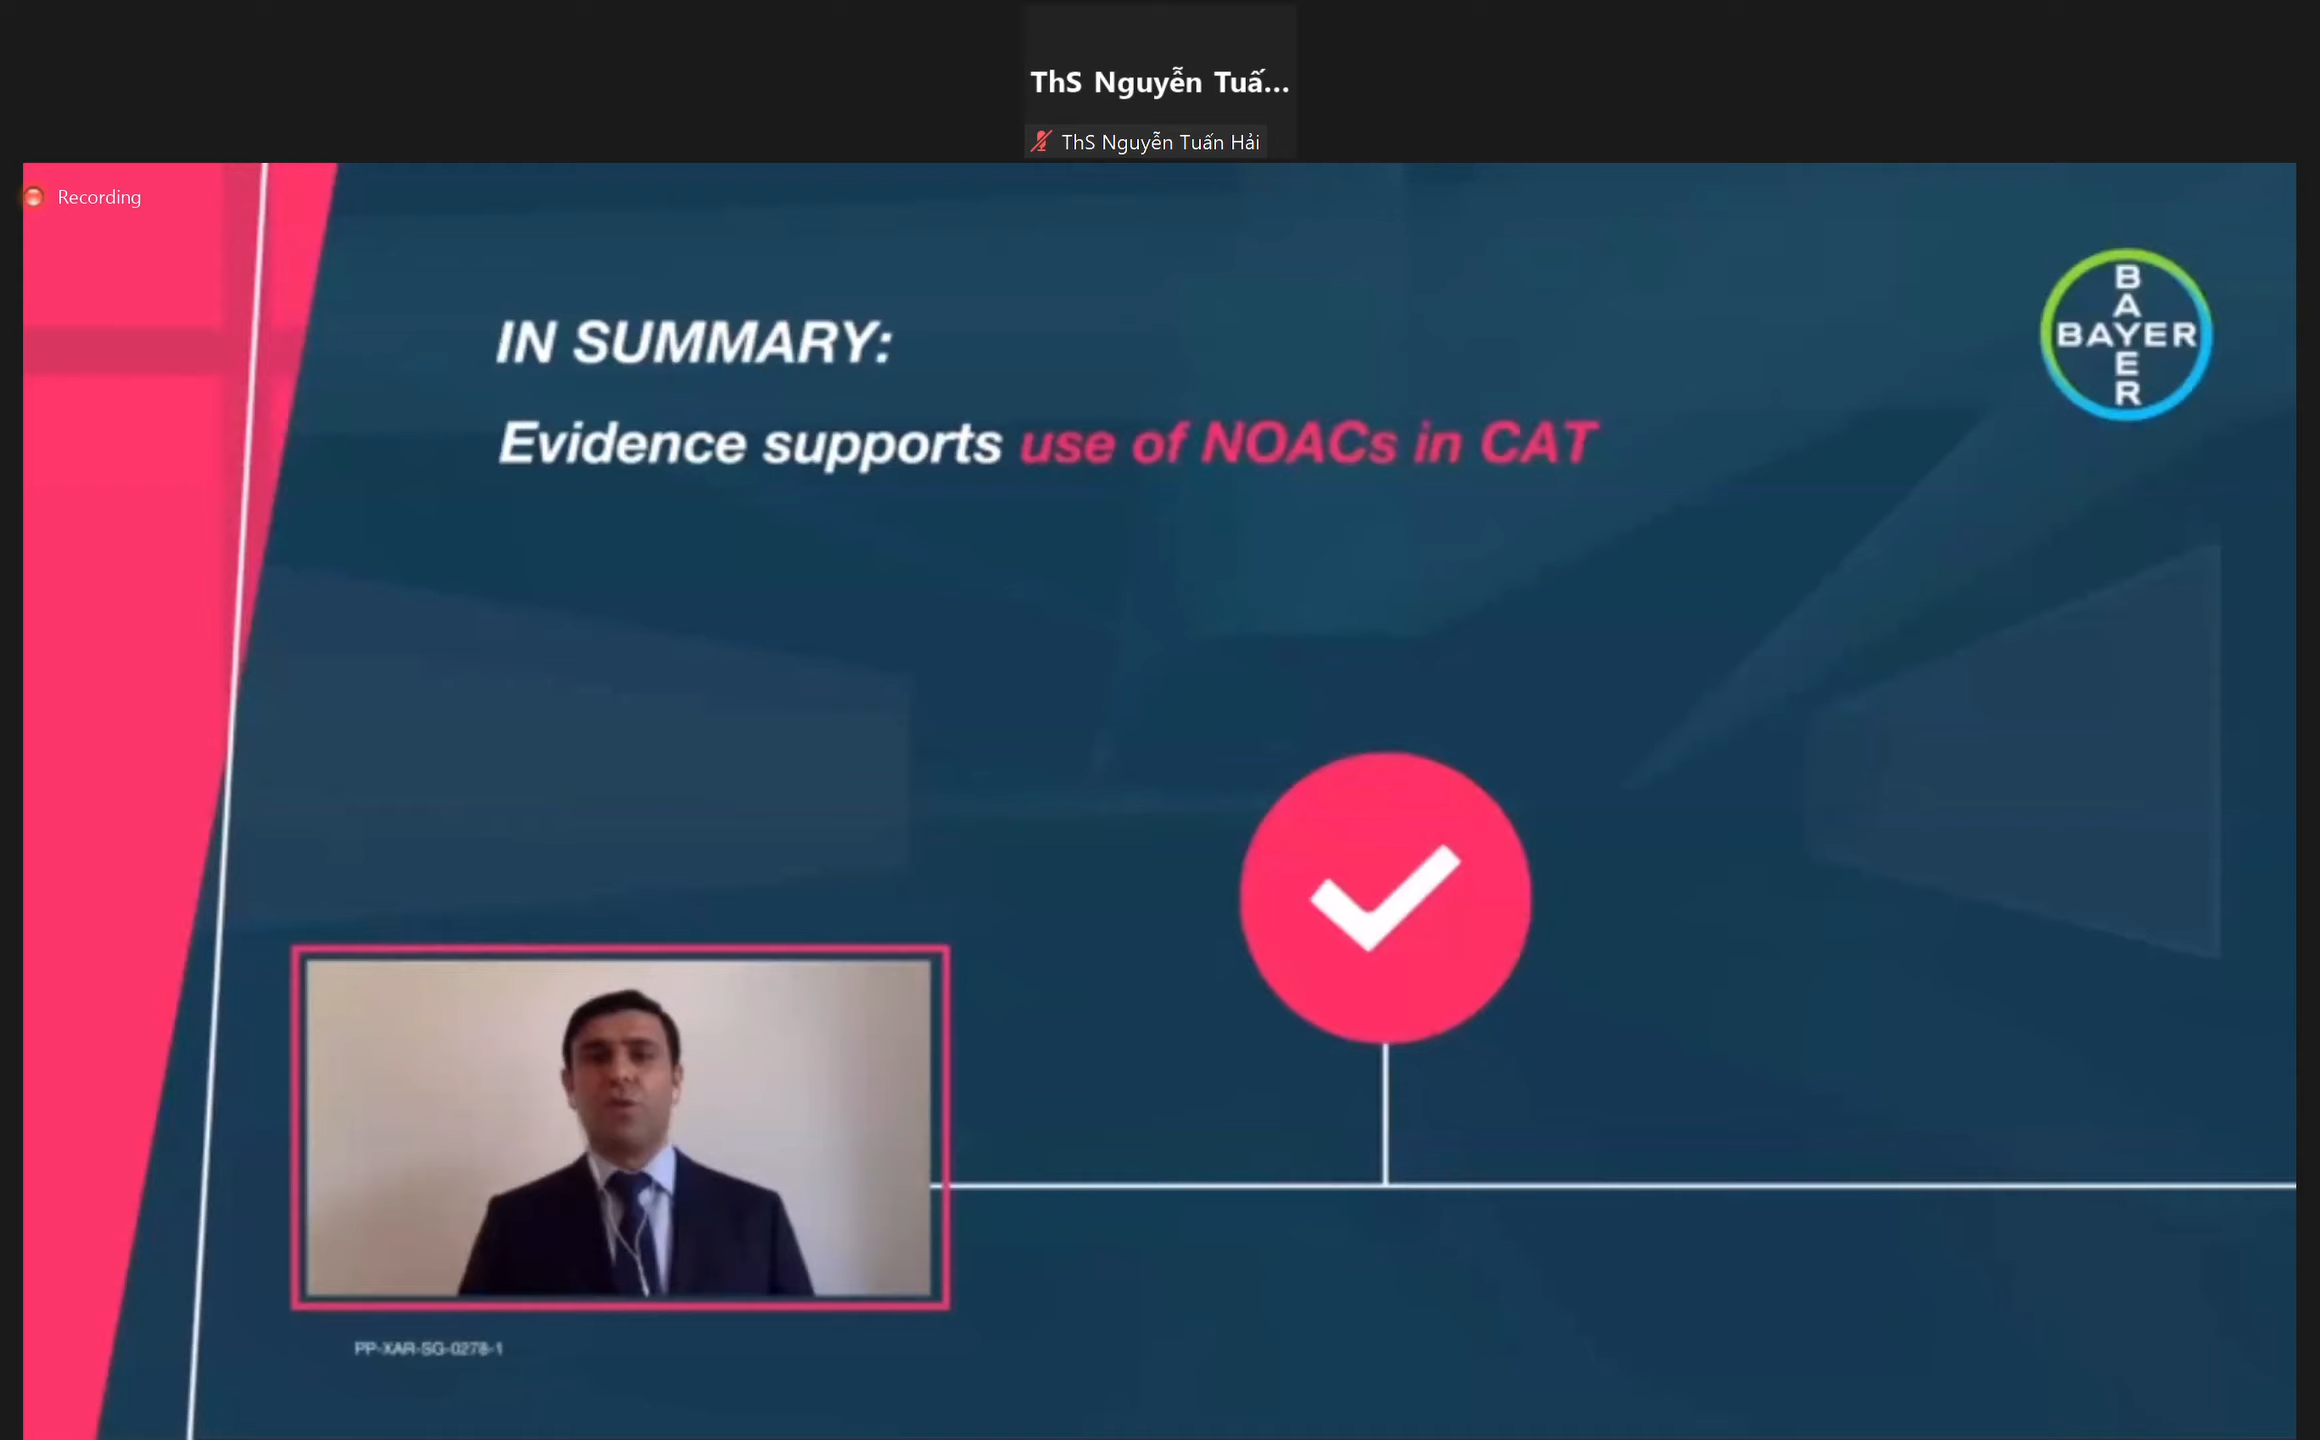 ThS Nguyễn Tuấ...
ThS Nguyễn Tuấn Hải
Recording
IN SUMMARY:
Evidence supports use of NOACs in CAT
BAYER
BAYER
PP-XAR-SG-0278-1